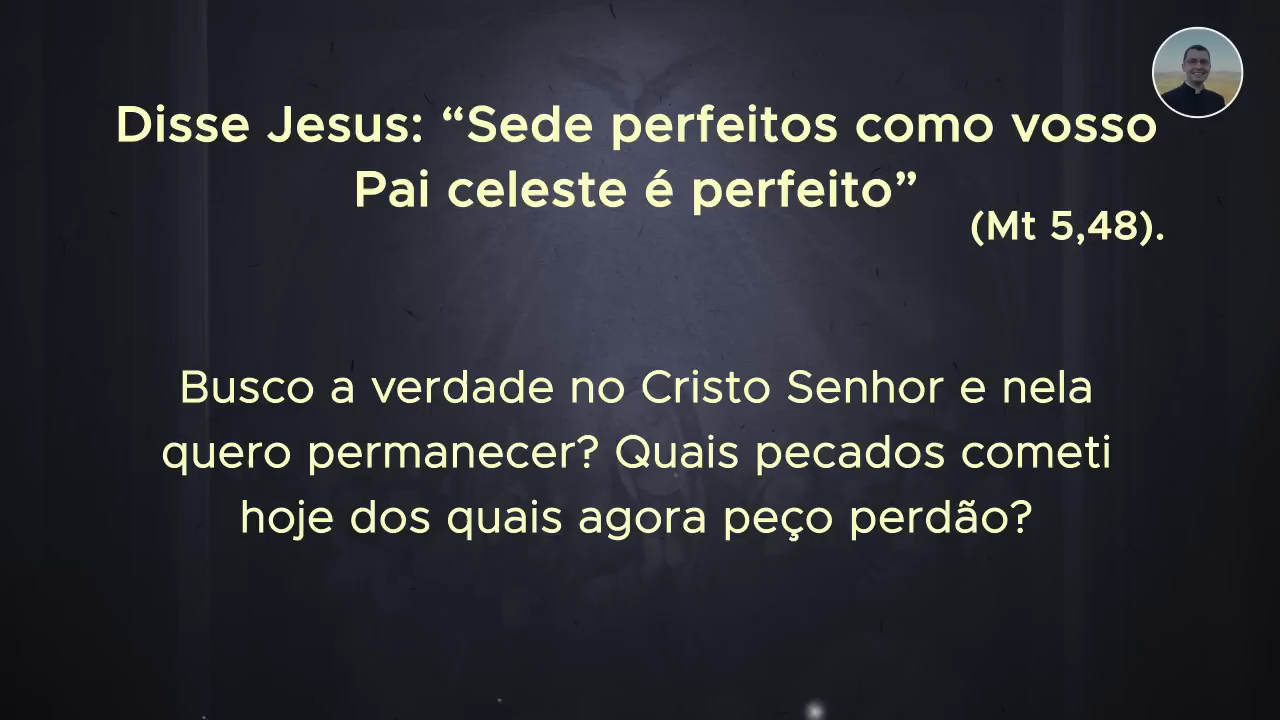 Disse Jesus: “Sede perfeitos como vosso
Pai celeste é perfeito”
(Mt 5,48).
Busco a verdade no Cristo Senhor e nela
quero permanecer? Quais pecados cometi
hoje dos quais agora peço perdão?